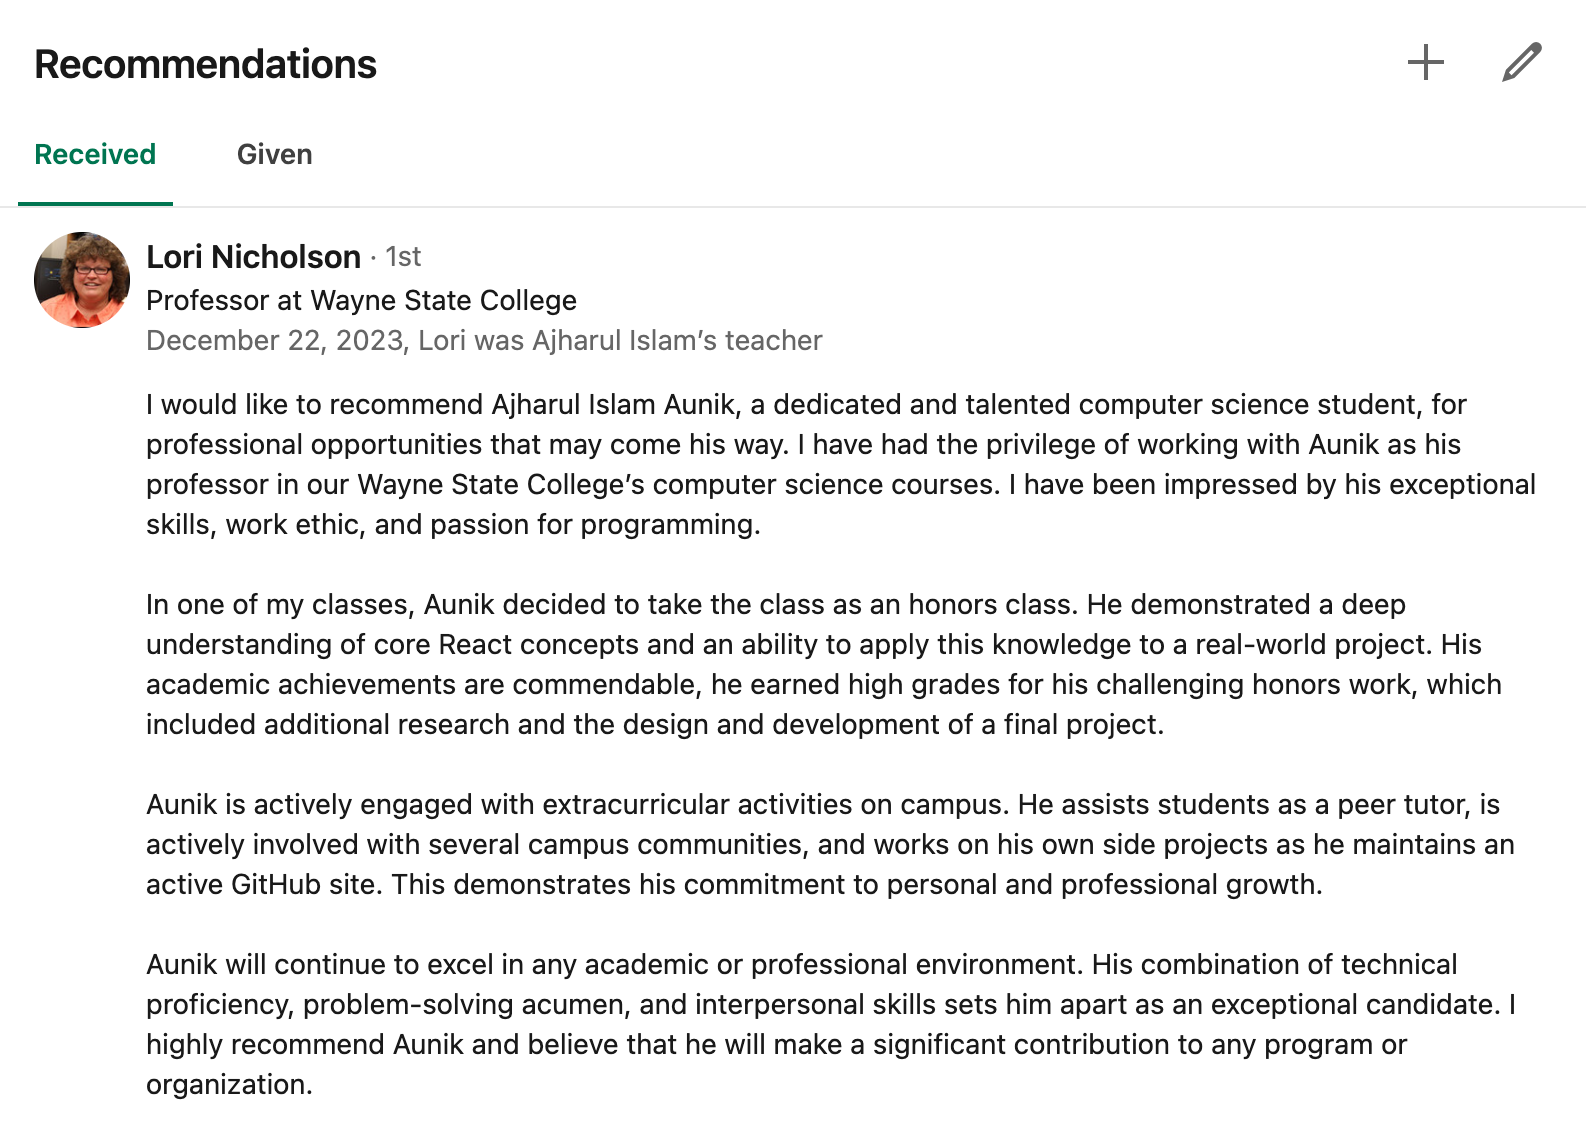 Recommendations
Received Given
Lori Nicholson · 1st
Professor at Wayne State College
December 22, 2023, Lori was Ajharul Islam’s teacher
I would like to recommend Ajharul Islam Aunik, a dedicated and talented computer science student, for
professional opportunities that may come his way. I have had the privilege of working with Aunik as his
professor in our Wayne State College’s computer science courses. I have been impressed by his exceptional
skills, work ethic, and passion for programming.
In one of my classes, Aunik decided to take the class as an honors class. He demonstrated a deep
understanding of core React concepts and an ability to apply this knowledge to a real-world project. His
academic achievements are commendable, he earned high grades for his challenging honors work, which
included additional research and the design and development of a final project.
Aunik is actively engaged with extracurricular activities on campus. He assists students as a peer tutor, is
actively involved with several campus communities, and works on his own side projects as he maintains an
active GitHub site. This demonstrates his commitment to personal and professional growth.
Aunik will continue to excel in any academic or professional environment. His combination of technical
proficiency, problem-solving acumen, and interpersonal skills sets him apart as an exceptional candidate. I
highly recommend Aunik and believe that he will make a significant contribution to any program or
organization.